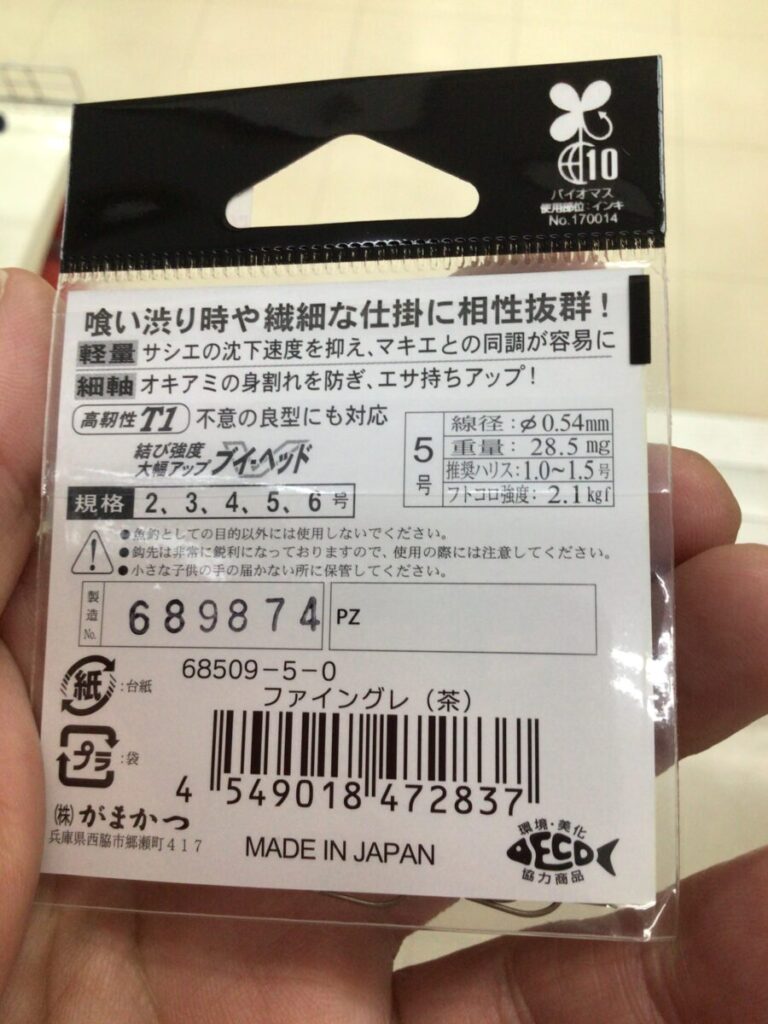 10
バイオマス
使用部位:インキ
No.170014
喰い渋り時や繊細な仕掛に相性抜群!
軽量 サシエの沈下速度を抑え、マキエとの同調が容易に
細軸 オキアミの身割れを防ぎ、エサ持ちアップ!
高靭性T1 不意の良型にも対応
結び強度
大幅アップ ブイ・ヘッド
5号
線径:φ0.54mm
重量:28.5mg
推奨ハリス:1.0~1.5号
フトコロ強度:2.1kgf
規格 2、3、4、5、6号
●魚釣としての目的以外には使用しないでください。
●鈎先は非常に鋭利になっておりますので、使用の際には注意してください。
●小さな子供の手の届かない所に保管してください。
製造No. 689874 PZ
68509-5-0
ファイングレ(茶)
紙:台紙
プラ:袋
4 549018 472837
(株)がまかつ
兵庫県西脇市郷瀬町417
MADE IN JAPAN
環境・美化
ECO
協力商品